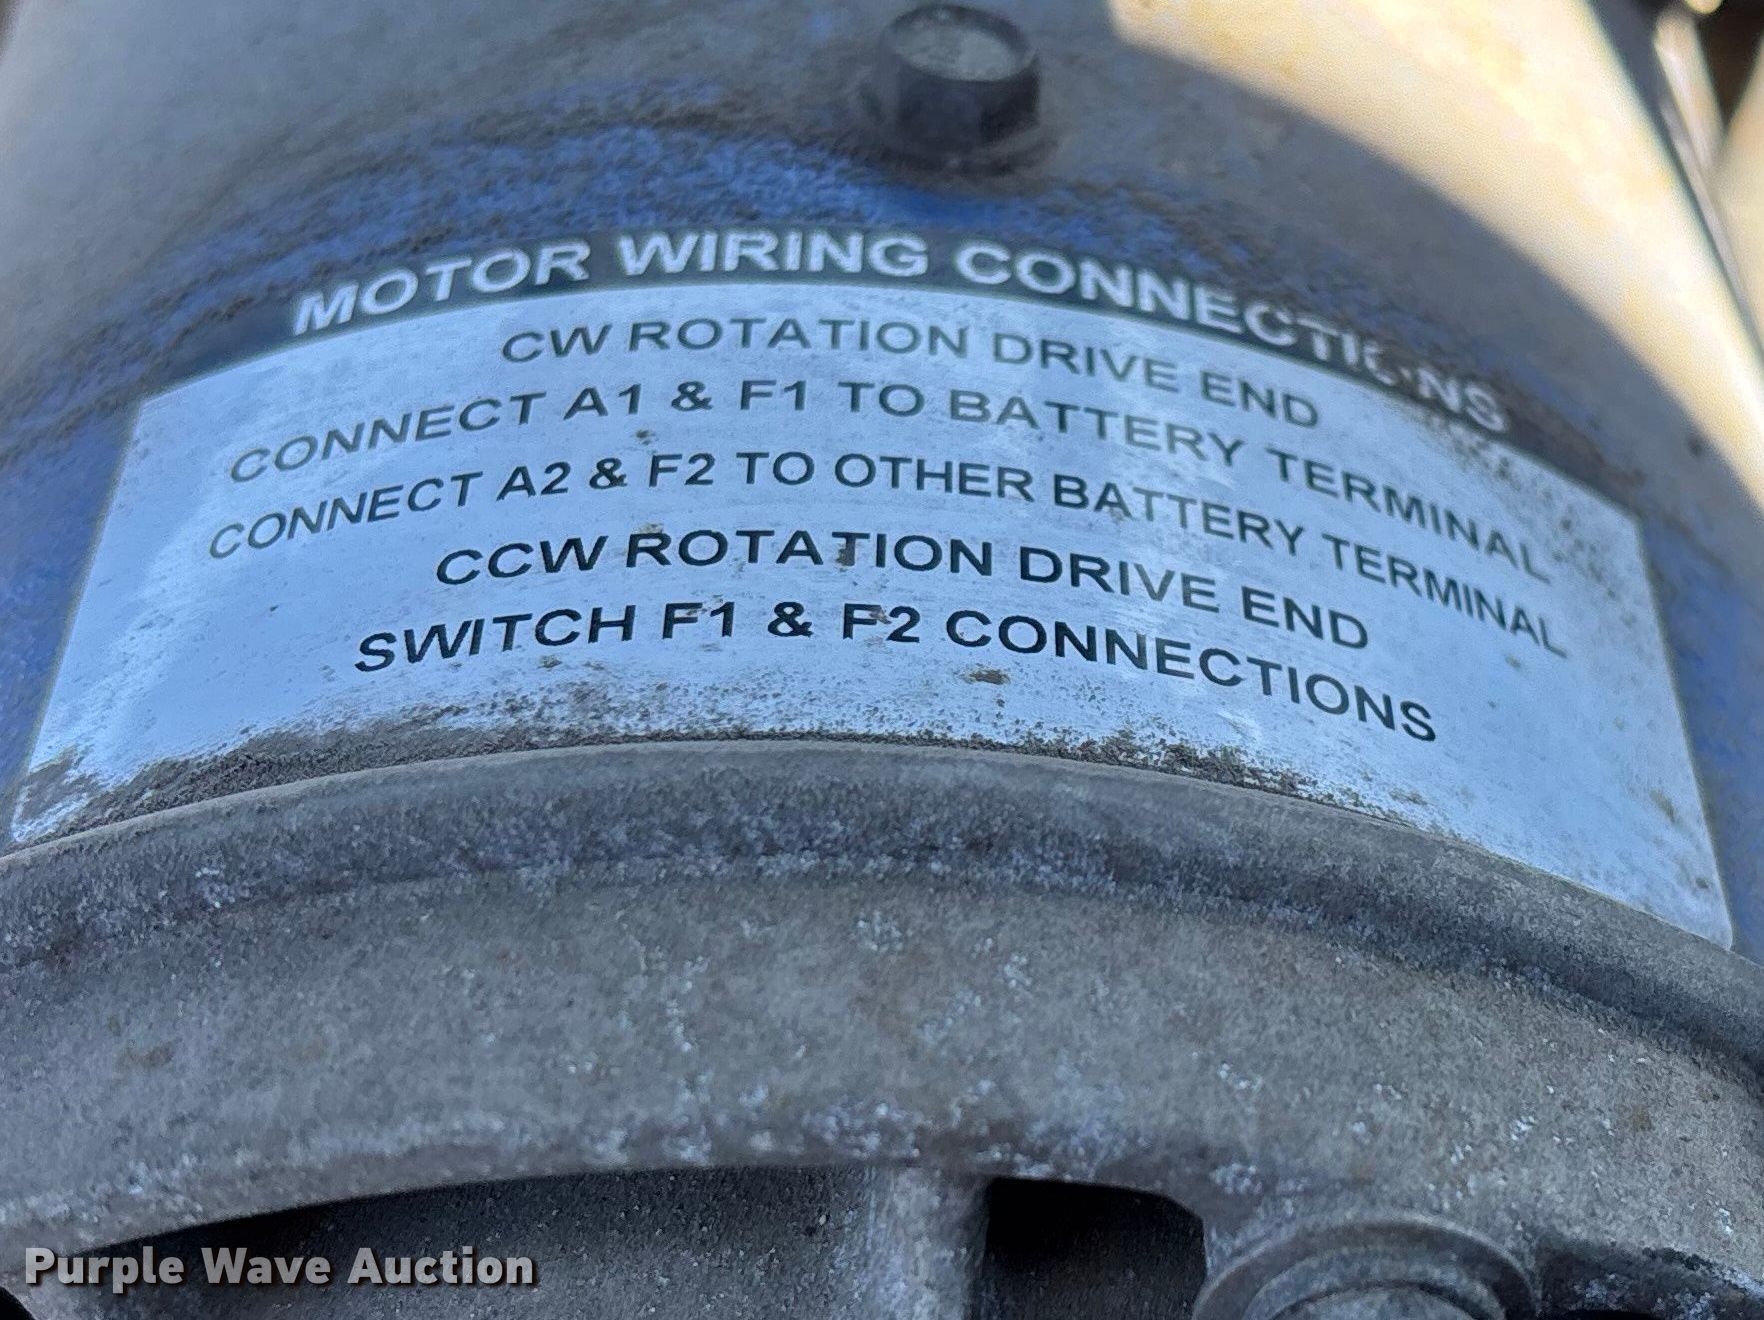 MOTOR WIRING CONNECTIONS
CW ROTATION DRIVE END
CONNECT A1 & F1 TO BATTERY TERMINAL
CONNECT A2 & F2 TO OTHER BATTERY TERMINAL
CCW ROTATION DRIVE END
SWITCH F1 & F2 CONNECTIONS
Purple Wave Auction